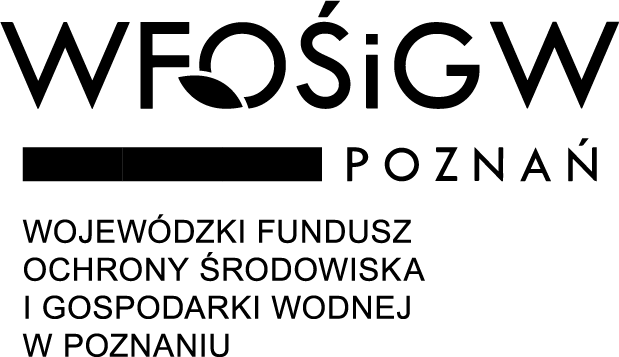 WFOŚiGW
POZNAŃ
WOJEWÓDZKI FUNDUSZ
OCHRONY ŚRODOWISKA
I GOSPODARKI WODNEJ
W POZNANIU